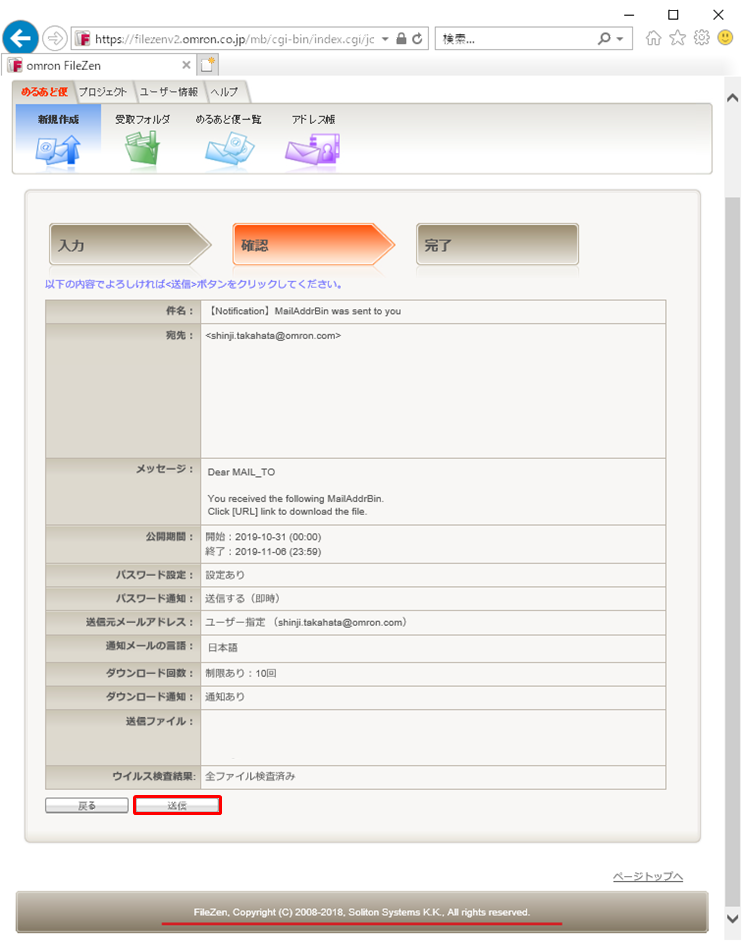 https://filezenv2.omron.co.jp/mb/cgi-bin/index.cgi/jc
検索...
omron FileZen
めるあど便 プロジェクト ユーザー情報 ヘルプ
新規作成 受取フォルダ めるあど便一覧 アドレス帳
入力 確認 完了
以下の内容でよろしければ<送信>ボタンをクリックしてください。
件名： 【Notification】MailAddrBin was sent to you
宛先： <shinji.takahata@omron.com>
メッセージ： Dear MAIL_TO
You received the following MailAddrBin.
Click [URL] link to download the file.
公開期間： 開始：2019-10-31 (00:00)
終了：2019-11-06 (23:59)
パスワード設定： 設定あり
パスワード通知： 送信する（即時）
送信元メールアドレス： ユーザー指定 （shinji.takahata@omron.com）
通知メールの言語： 日本語
ダウンロード回数： 制限あり：10回
ダウンロード通知： 通知あり
送信ファイル：
ウイルス検査結果: 全ファイル検査済み
戻る 送信
ページトップへ
FileZen, Copyright (C) 2008-2018, Soliton Systems K.K., All rights reserved.